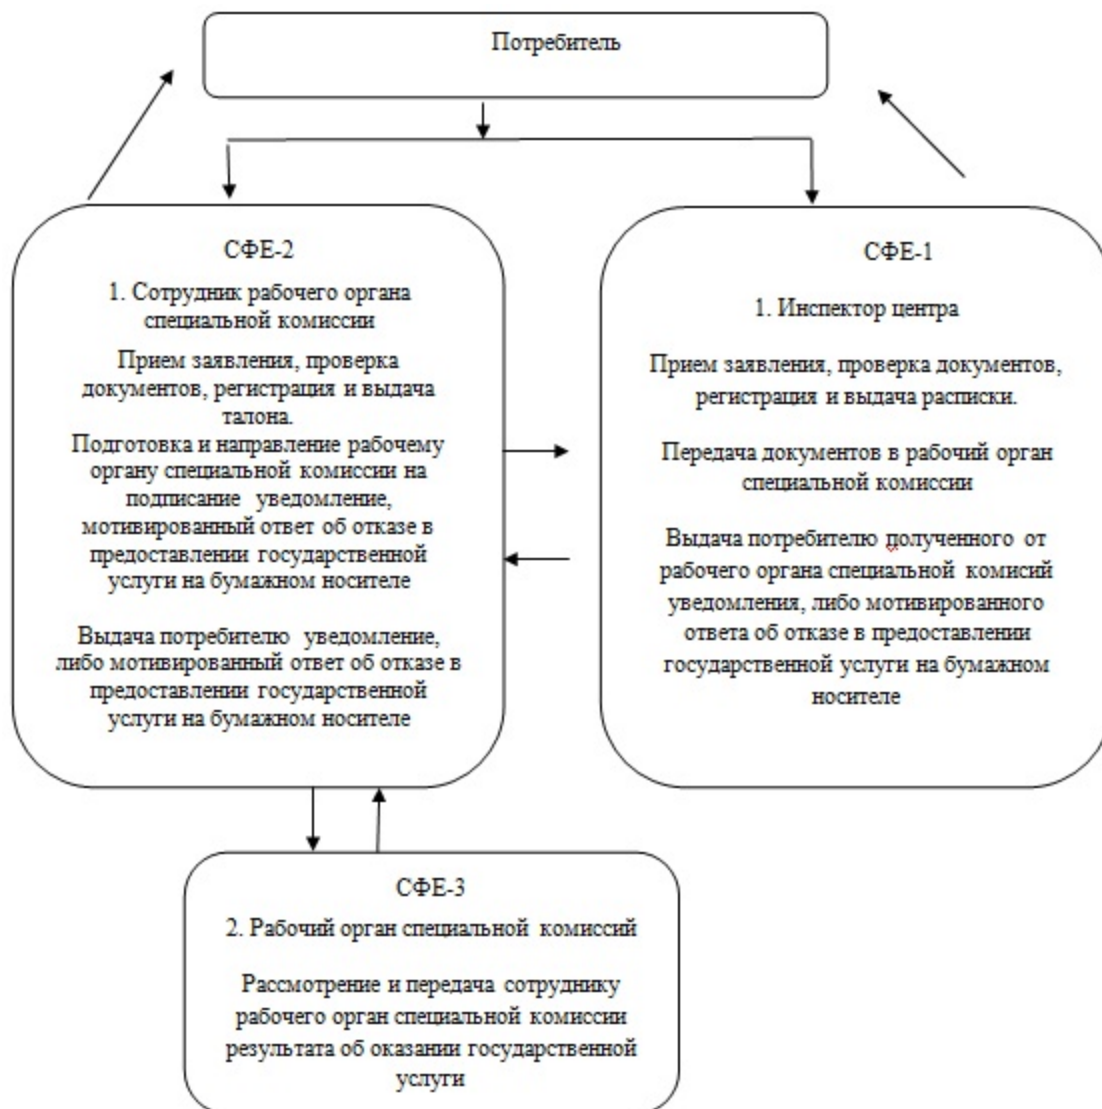 Потребитель
СФЕ-2
1. Сотрудник рабочего органа
специальной комиссии
Прием заявления, проверка
документов, регистрация и выдача
талона.
Подготовка и направление рабочему
органу специальной комиссии на
подписание уведомление,
мотивированный ответ об отказе в
предоставлении государственной
услуги на бумажном носителе
Выдача потребителю уведомление,
либо мотивированный ответ об отказе в
предоставлении государственной
услуги на бумажном носителе
СФЕ-1
1. Инспектор центра
Прием заявления, проверка документов,
регистрация и выдача расписки.
Передача документов в рабочий орган
специальной комиссии
Выдача потребителю полученного от
рабочего органа специальной комисий
уведомления, либо мотивированного
ответа об отказе в предоставлении
государственной услуги на бумажном
носителе
СФЕ-3
2. Рабочий орган специальной комиссий
Рассмотрение и передача сотруднику
рабочего орган специальной комиссии
результата об оказании государственной
услуги